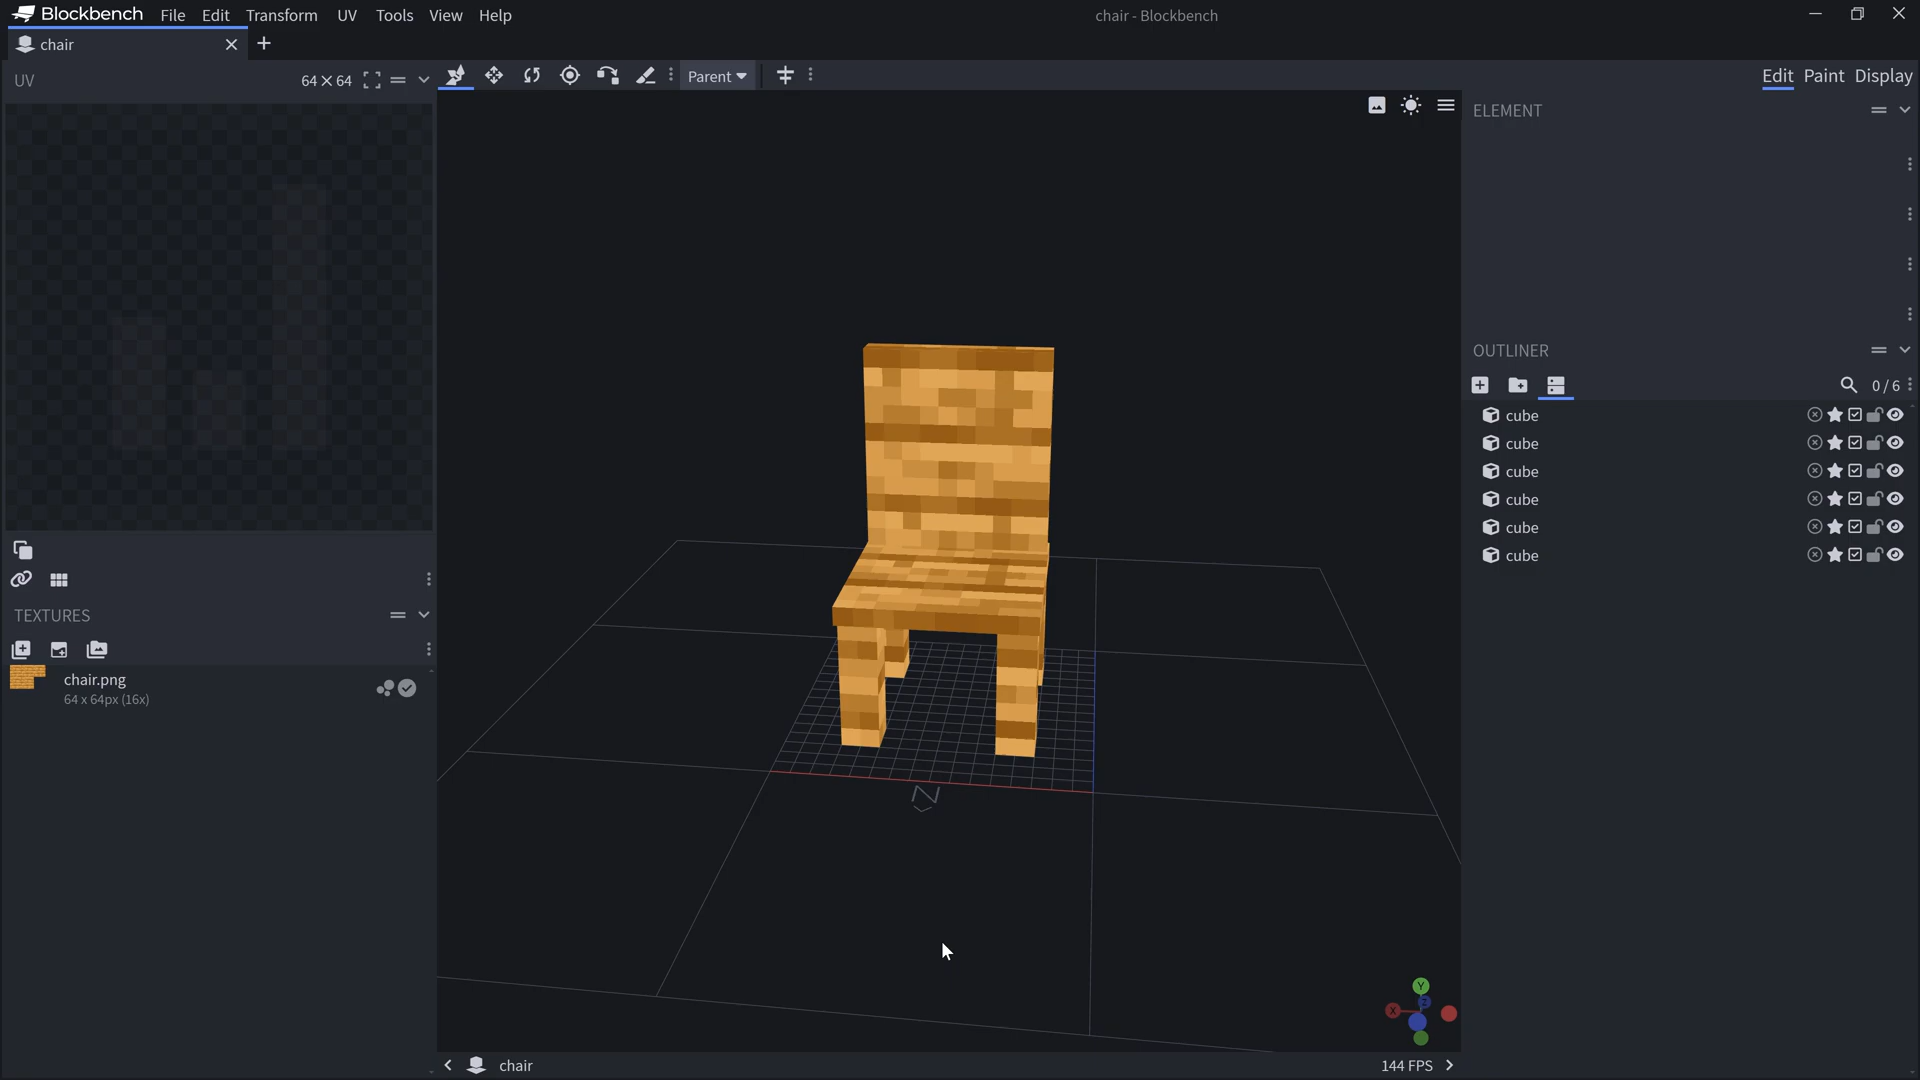 Blockbench File Edit Transform UV Tools View Help
chair - Blockbench
chair
UV 64×64
Parent
Edit Paint Display
ELEMENT
OUTLINER
0/6
cube
cube
cube
cube
cube
cube
TEXTURES
chair.png
64 x 64px (16x)
N
Y
Z
X
chair
144 FPS